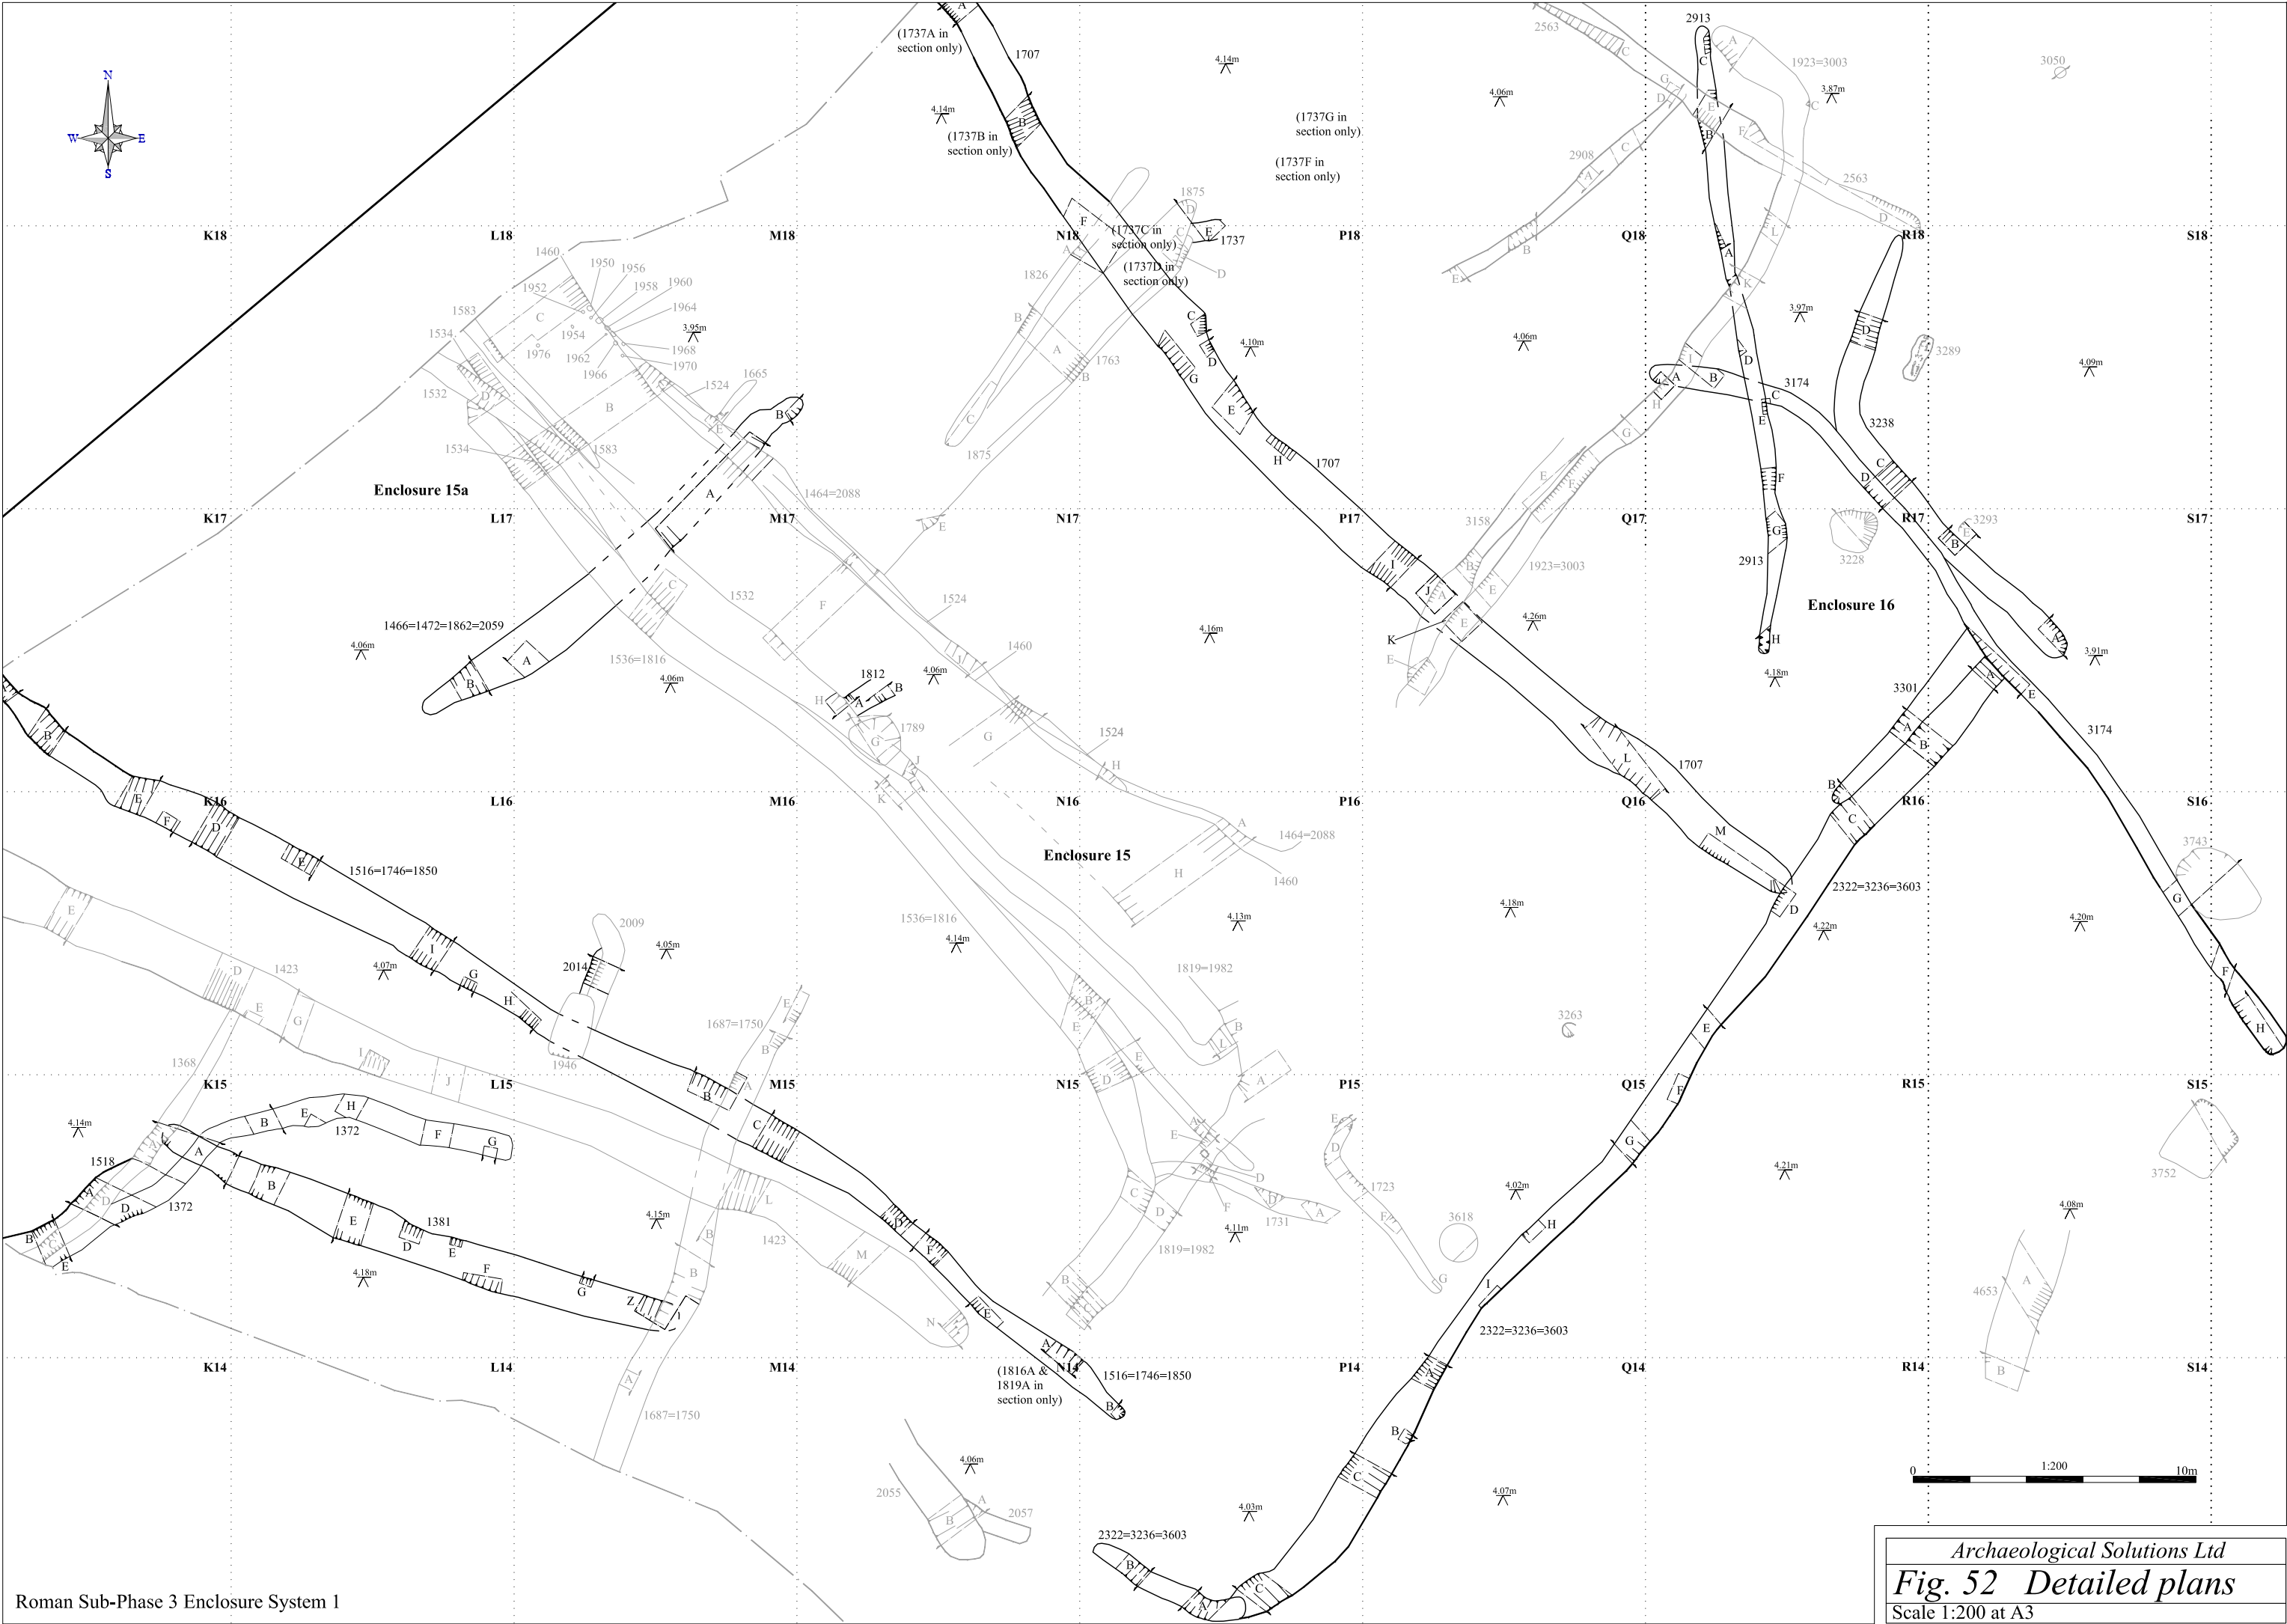 A
(1737A in
section only)
1707
4.14m
2563
C
2913
A
C
1923=3003
3050
N
W
E
S
4.14m
B
(1737B in
section only)
(1737G in
section only)
(1737F in
section only)
4.06m
G
D
E
B
C
3.87m
F
2908
C
A
2563
D
1875
D
F
(1737C in
section only)
C
E
1737
A
(1737D in
section only)
D
B
E
L
A
K18
L18
M18
N18
P18
Q18
R18
S18
1460
1950
1956
1952
1958
1960
1964
1583
C
1534
1954
3.95m
1976
1962
1968
1966
1970
1826
B
A
1763
B
C
C
D
G
4.10m
E
H
1707
K
3.97m
4.06m
D
3289
4.09m
I
A
B
D
3174
C
E
H
G
3238
1532
D
B
1524
1665
E
B
1534
1583
1875
Enclosure 15a
A
1464=2088
E
F
F
C
D
K17
L17
M17
N17
P17
Q17
R17
S17
E
3158
G
B
E
3293
3228
2913
I
J
A
B
E
E
K
1923=3003
Enclosure 16
C
1532
F
1524
1466=1472=1862=2059
4.06m
A
B
1536=1816
4.06m
4.16m
4.26m
H
A
3.91m
4.18m
E
J
1460
1812
B
A
H
4.06m
G
1789
G
1524
J
K
H
3301
A
E
A
B
3174
L
1707
B
B
E
F
D
E
K16
L16
M16
N16
P16
Q16
R16
S16
1516=1746=1850
Enclosure 15
A
1464=2088
H
1460
M
D
B
C
2322=3236=3603
3743
G
E
1536=1816
4.14m
4.13m
4.18m
4.22m
4.20m
2009
4.05m
2014
I
4.07m
G
H
D
1423
E
G
I
J
1368
1946
1687=1750
E
B
A
B
1819=1982
B
E
B
L
E
D
A
3263
E
F
F
H
K15
L15
M15
N15
P15
Q15
R15
S15
4.14m
A
A
B
E
H
1372
F
G
C
1518
A
D
D
1372
B
C
E
B
E
1381
D
E
F
G
4.18m
Z
4.15m
B
B
L
1423
M
N
D
F
E
A
E
C
D
D
D
A
F
1731
4.11m
1819=1982
B
C
E
D
1723
F
G
3618
4.02m
G
H
I
4.21m
3752
4.08m
A
4653
B
2322=3236=3603
K14
L14
M14
N14
P14
Q14
R14
S14
A
1687=1750
(1816A &
1819A in
section only)
A
1516=1746=1850
B
A
B
C
4.06m
2055
A
B
2057
4.03m
4.07m
0
1:200
10m
2322=3236=3603
B
A
C
Roman Sub-Phase 3 Enclosure System 1
Archaeological Solutions Ltd
Fig. 52 Detailed plans
Scale 1:200 at A3